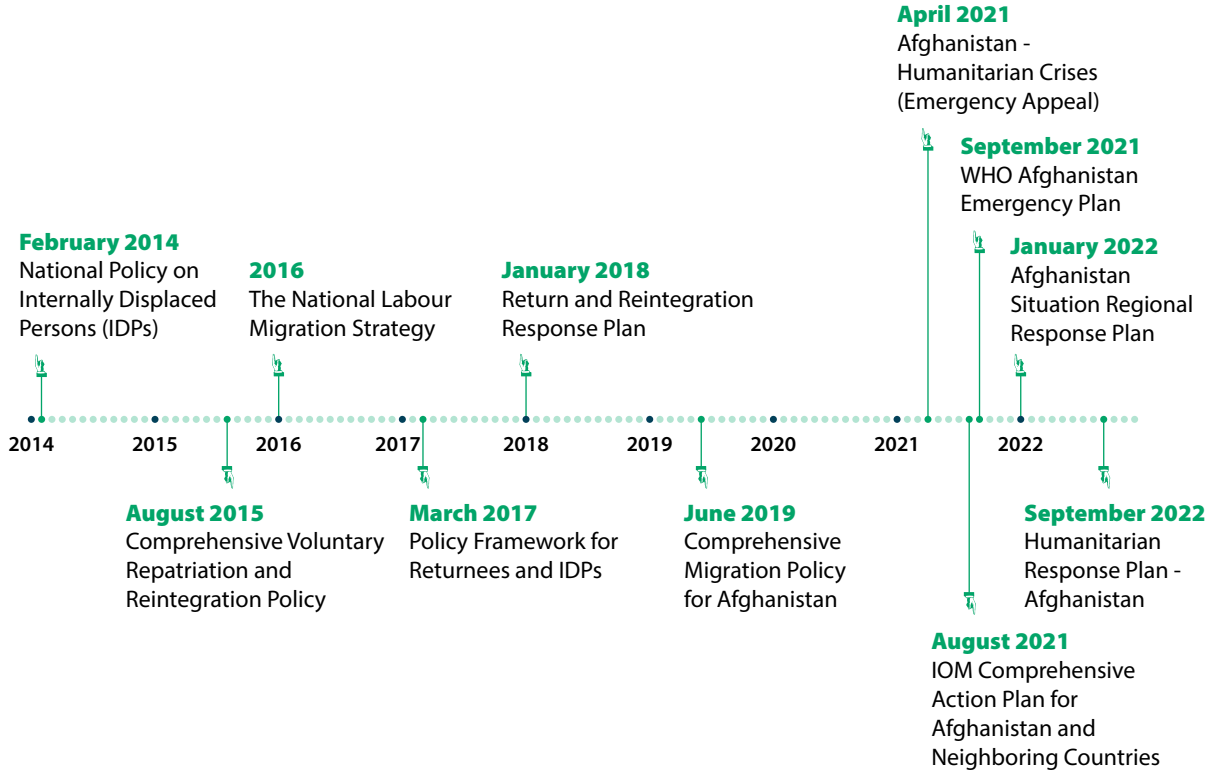 April 2021
Afghanistan -
Humanitarian Crises
(Emergency Appeal)
September 2021
WHO Afghanistan
Emergency Plan
February 2014
National Policy on
Internally Displaced
Persons (IDPs)
2016
The National Labour
Migration Strategy
January 2018
Return and Reintegration
Response Plan
January 2022
Afghanistan
Situation Regional
Response Plan
2014
2015
2016
2017
2018
2019
2020
2021
2022
August 2015
Comprehensive Voluntary
Repatriation and
Reintegration Policy
March 2017
Policy Framework for
Returnees and IDPs
June 2019
Comprehensive
Migration Policy
for Afghanistan
September 2022
Humanitarian
Response Plan -
Afghanistan
August 2021
IOM Comprehensive
Action Plan for
Afghanistan and
Neighboring Countries